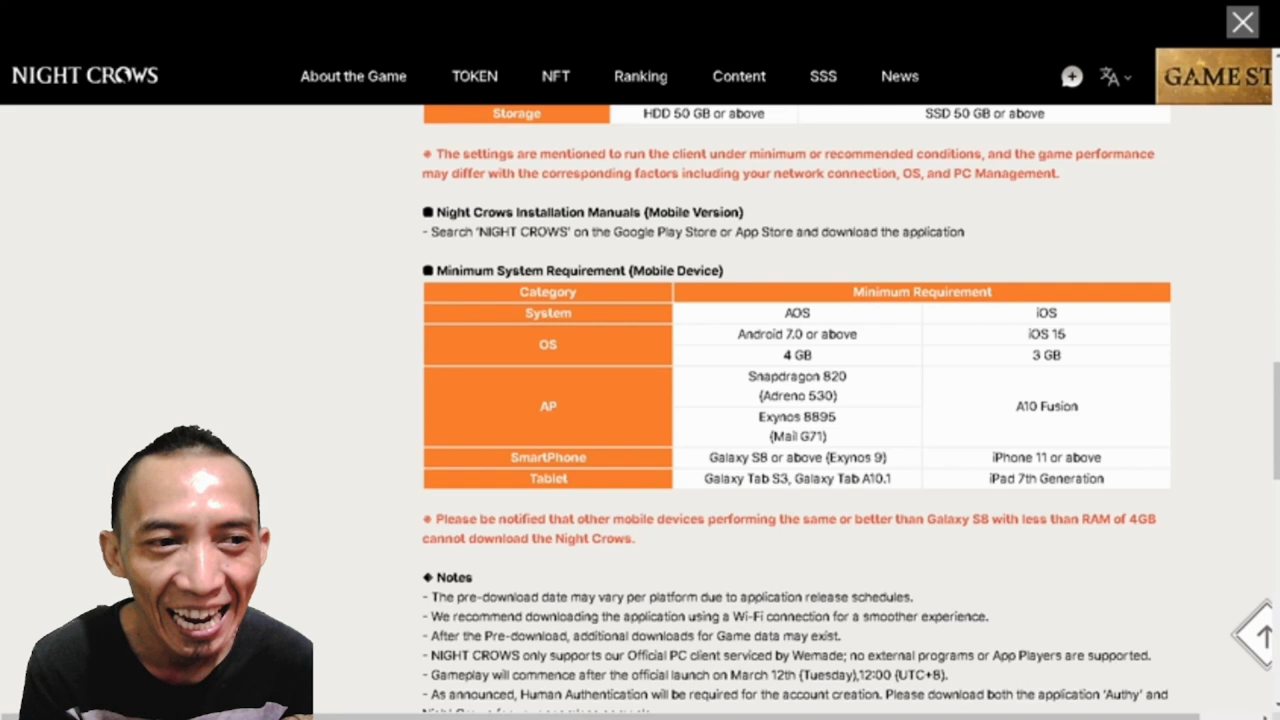 NIGHT CROWS
About the Game TOKEN NFT Ranking Content SSS News
GAME ST
Storage HDD 50 GB or above SSD 50 GB or above
※ The settings are mentioned to run the client under minimum or recommended conditions, and the game performance
may differ with the corresponding factors including your network connection, OS, and PC Management.
■ Night Crows Installation Manuals (Mobile Version)
- Search 'NIGHT CROWS' on the Google Play Store or App Store and download the application
■ Minimum System Requirement (Mobile Device)
Category Minimum Requirement
System AOS iOS
OS Android 7.0 or above iOS 15
4 GB 3 GB
AP Snapdragon 820
(Adreno 530)
A10 Fusion
Exynos 8895
(Mail G71)
SmartPhone Galaxy S8 or above (Exynos 9) iPhone 11 or above
Tablet Galaxy Tab S3, Galaxy Tab A10.1 iPad 7th Generation
※ Please be notified that other mobile devices performing the same or better than Galaxy S8 with less than RAM of 4GB
cannot download the Night Crows.
◆ Notes
- The pre-download date may vary per platform due to application release schedules.
- We recommend downloading the application using a Wi-Fi connection for a smoother experience.
- After the Pre-download, additional downloads for Game data may exist.
- NIGHT CROWS only supports our Official PC client serviced by Wemade; no external programs or App Players are supported.
- Gameplay will commence after the official launch on March 12th (Tuesday),12:00 (UTC+8).
- As announced, Human Authentication will be required for the account creation. Please download both the application 'Authy' and